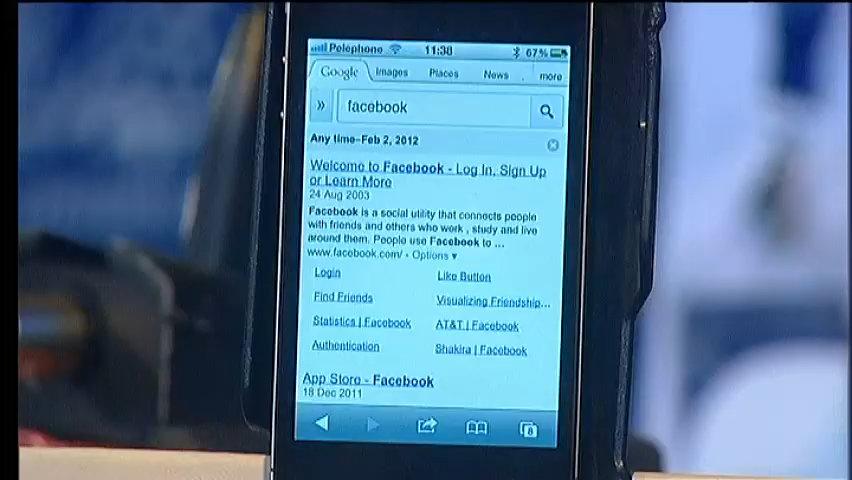 Pelephone 11:38 67%
Google Images Places News more
» facebook
Any time–Feb 2, 2012
Welcome to Facebook - Log In, Sign Up
or Learn More
24 Aug 2003
Facebook is a social utility that connects people
with friends and others who work , study and live
around them. People use Facebook to ...
www.facebook.com/ - Options ▾
Login Like Button
Find Friends Visualizing Friendship...
Statistics | Facebook AT&T | Facebook
Authentication Shakira | Facebook
App Store - Facebook
18 Dec 2011